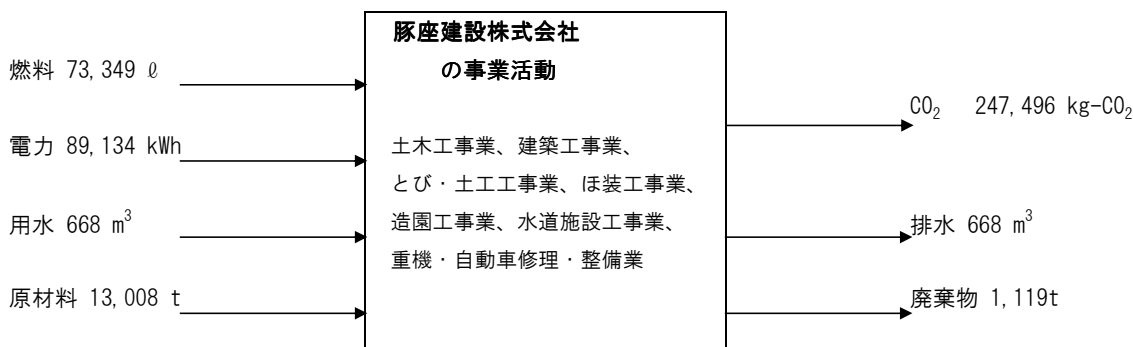 豚座建設株式会社
の事業活動
燃料 73,349 ℓ
電力 89,134 kWh
用水 668 m³
原材料 13,008 t
土木工事業、建築工事業、
とび・土工工事業、ほ装工事業、
造園工事業、水道施設工事業、
重機・自動車修理・整備業
CO₂ 247,496 kg-CO₂
排水 668 m³
廃棄物 1,119t